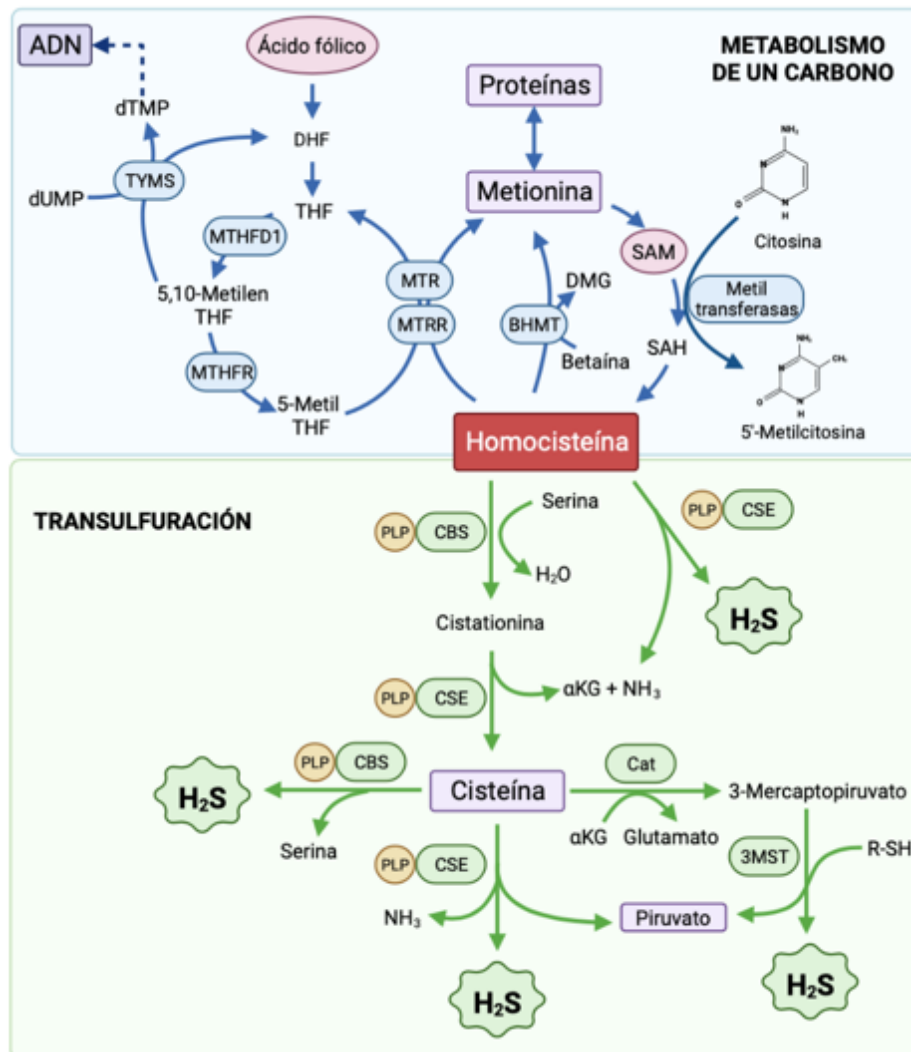 ADN
Ácido fólico
METABOLISMO
DE UN CARBONO
dTMP
Proteínas
DHF
TYMS
dUMP
Metionina
THF
MTHFD1
SAM
Citosina
5,10-Metilen
THF
MTR
MTRR
DMG
BHMT
Betaína
Metil
transferasas
SAH
MTHFR
5-Metil
THF
5'-Metilcitosina
Homocisteína
NH₂
N
O
N
H
NH₂
CH₃
N
O
N
H
TRANSULFURACIÓN
Serina
PLP
CBS
PLP
CSE
H₂O
H₂S
Cistationina
PLP
CSE
αKG + NH₃
PLP
CBS
Cat
H₂S
Cisteína
3-Mercaptopiruvato
Serina
αKG
Glutamato
PLP
CSE
3MST
R-SH
NH₃
Piruvato
H₂S
H₂S